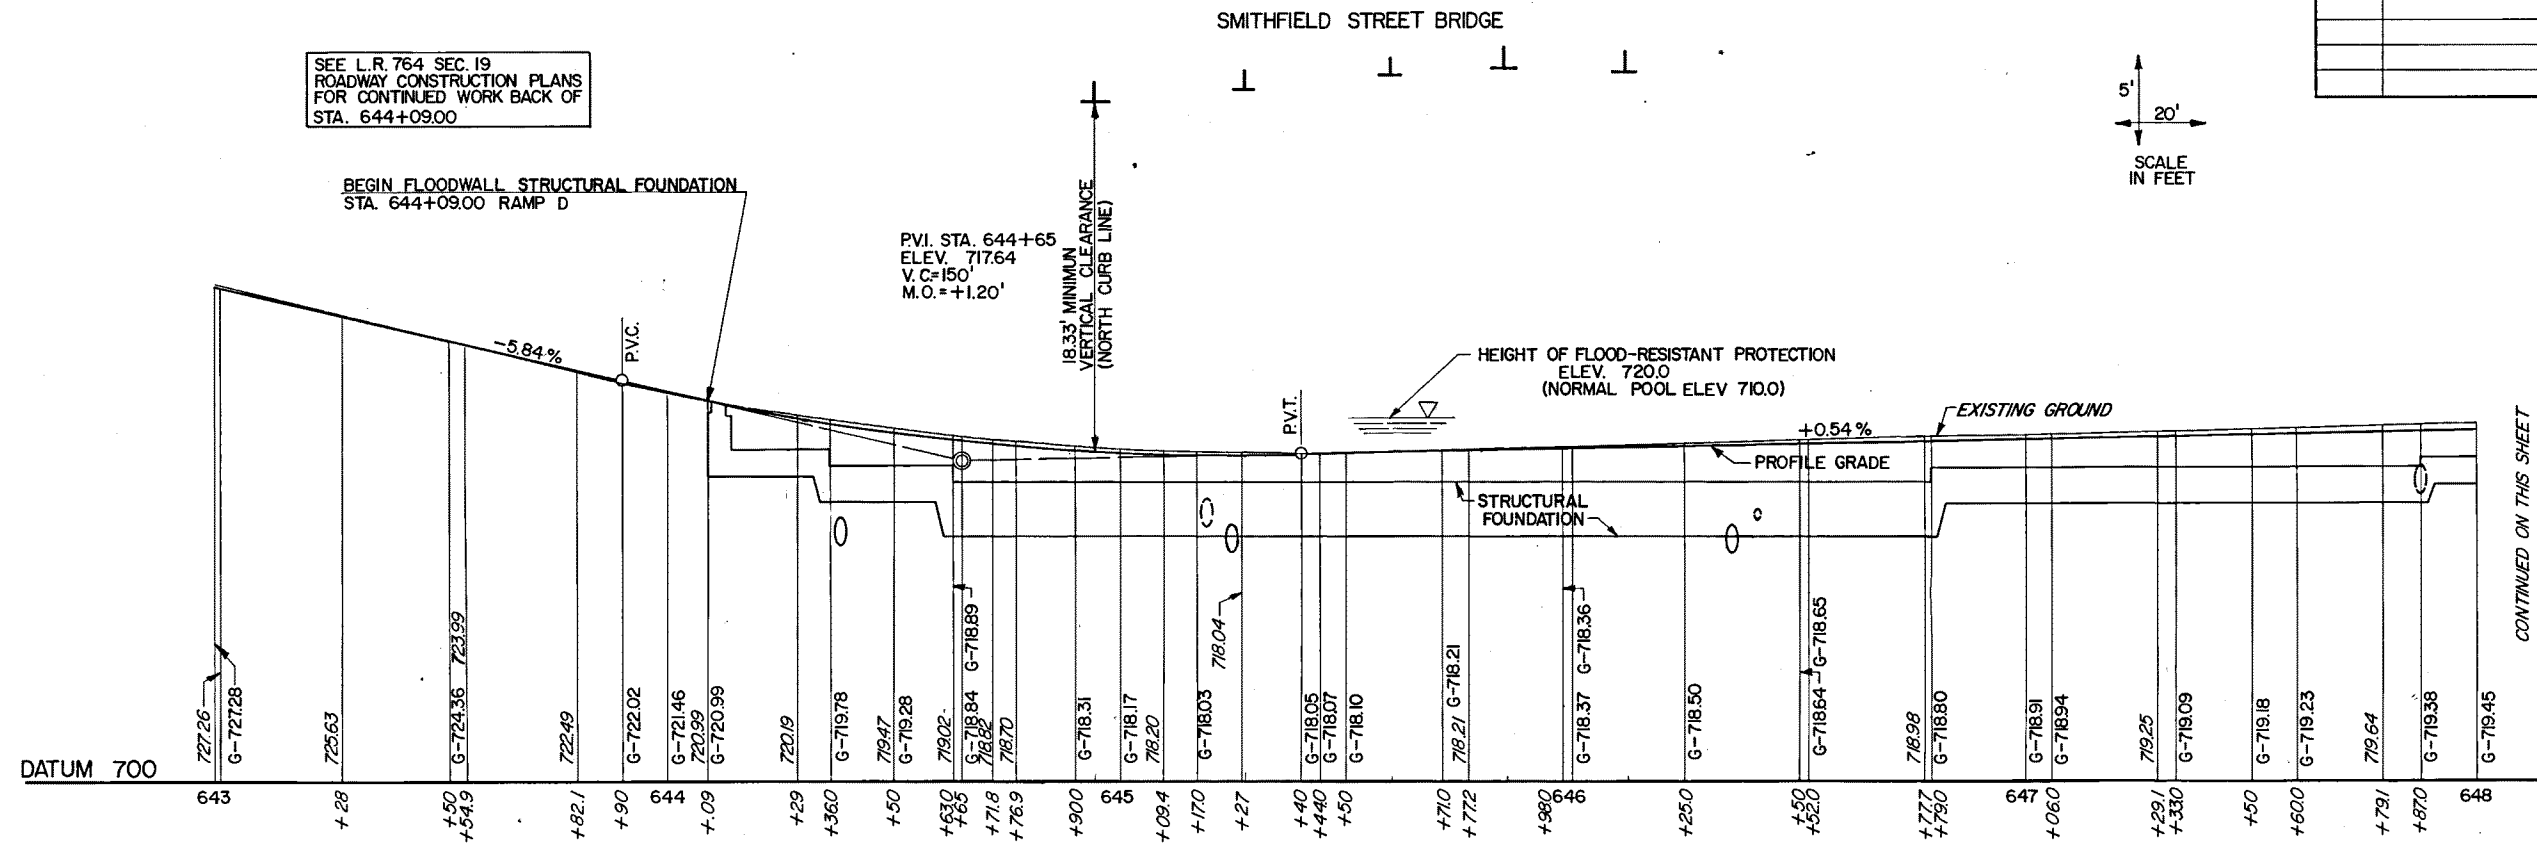 SMITHFIELD STREET BRIDGE
SEE L.R. 764 SEC. 19
ROADWAY CONSTRUCTION PLANS
FOR CONTINUED WORK BACK OF
STA. 644+09.00
5'
20'
SCALE
IN FEET
BEGIN FLOODWALL STRUCTURAL FOUNDATION
STA. 644+09.00 RAMP D
P.V.I. STA. 644+65
ELEV. 717.64
V.C=150'
M.O.=+1.20'
18.33' MINIMUN
VERTICAL CLEARANCE
(NORTH CURB LINE)
-5.84%
P.V.C.
P.V.T.
HEIGHT OF FLOOD-RESISTANT PROTECTION
ELEV. 720.0
(NORMAL POOL ELEV 710.0)
EXISTING GROUND
+0.54%
PROFILE GRADE
STRUCTURAL
FOUNDATION
CONTINUED ON THIS SHEET
727.26
G-727.28
725.63
G-724.36
723.99
722.49
G-722.02
G-721.46
720.99
G-720.99
720.19
G-719.78
719.47
G-719.28
719.02
G-718.84
G-718.89
718.82
718.70
G-718.31
G-718.17
718.20
G-718.03
718.04
G-718.05
G-718.07
G-718.10
718.21
G-718.21
G-718.37
G-718.36
G-718.50
G-718.64
G-718.65
718.98
G-718.80
G-718.91
G-718.94
719.25
G-719.09
G-719.18
G-719.23
719.64
G-719.38
G-719.45
DATUM 700
643
+28
+50
+54.9
+82.1
+90
644
+.09
+29
+36.0
+50
+63.0
+65
+71.8
+76.9
+90.0
645
+09.4
+17.0
+27
+40
+44.0
+50
+71.0
+77.2
+98.0
646
+25.0
+50
+52.0
+77.7
+79.0
647
+06.0
+29.1
+33.0
+50
+60.0
+79.1
+87.0
648